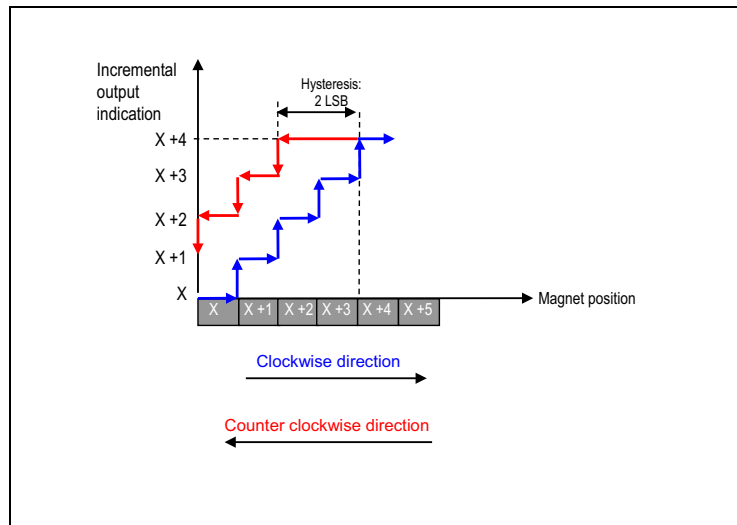 Incremental
output
indication
Hysteresis:
2 LSB
X +4
X +3
X +2
X +1
X
X X +1 X +2 X +3 X +4 X +5
Magnet position
Clockwise direction
Counter clockwise direction